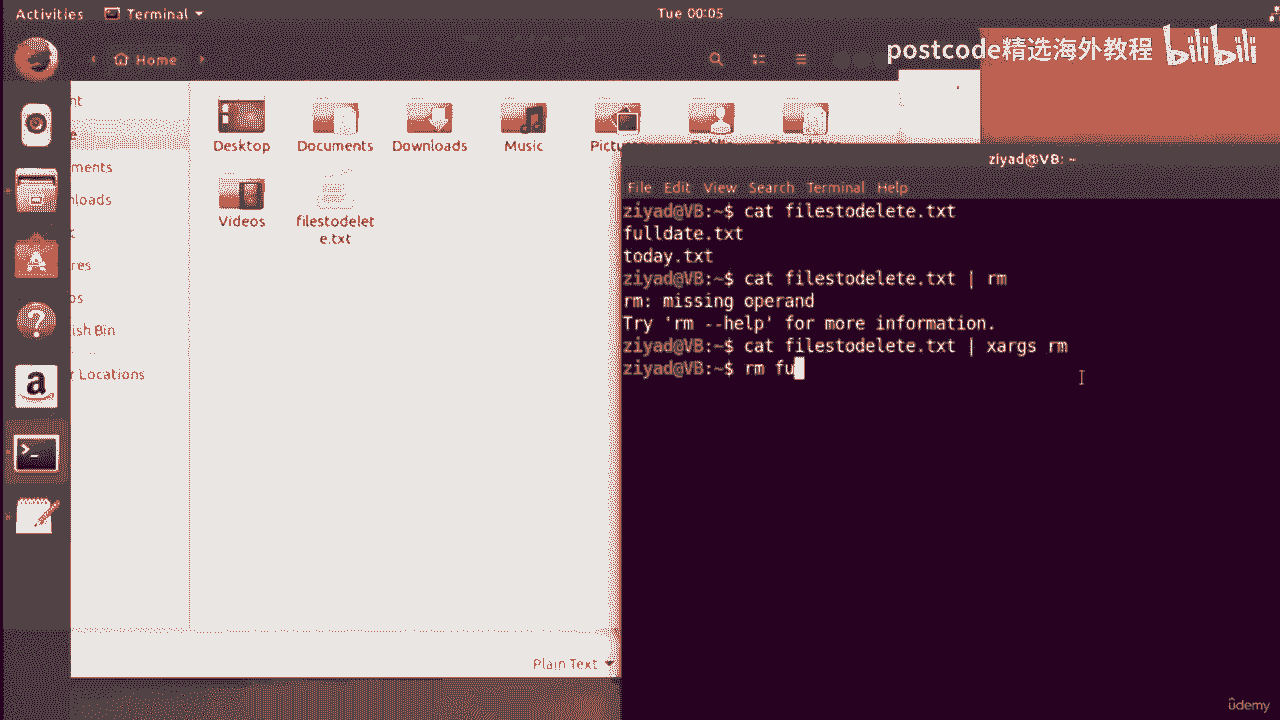 Activities
Terminal
Tue 00:05
postcode精选海外教程 bilibili
Home
nt
e
ments
nloads
res
os
ish Bin
r Locations
Desktop
Documents
Downloads
Music
Videos
filestodelet
e.txt
Plain Text
ziyad@VB: ~
File Edit View Search Terminal Help
ziyad@VB:~$ cat filestodelete.txt
fulldate.txt
today.txt
ziyad@VB:~$ cat filestodelete.txt | rm
rm: missing operand
Try 'rm --help' for more information.
ziyad@VB:~$ cat filestodelete.txt | xargs rm
ziyad@VB:~$ rm fu
ûdemy